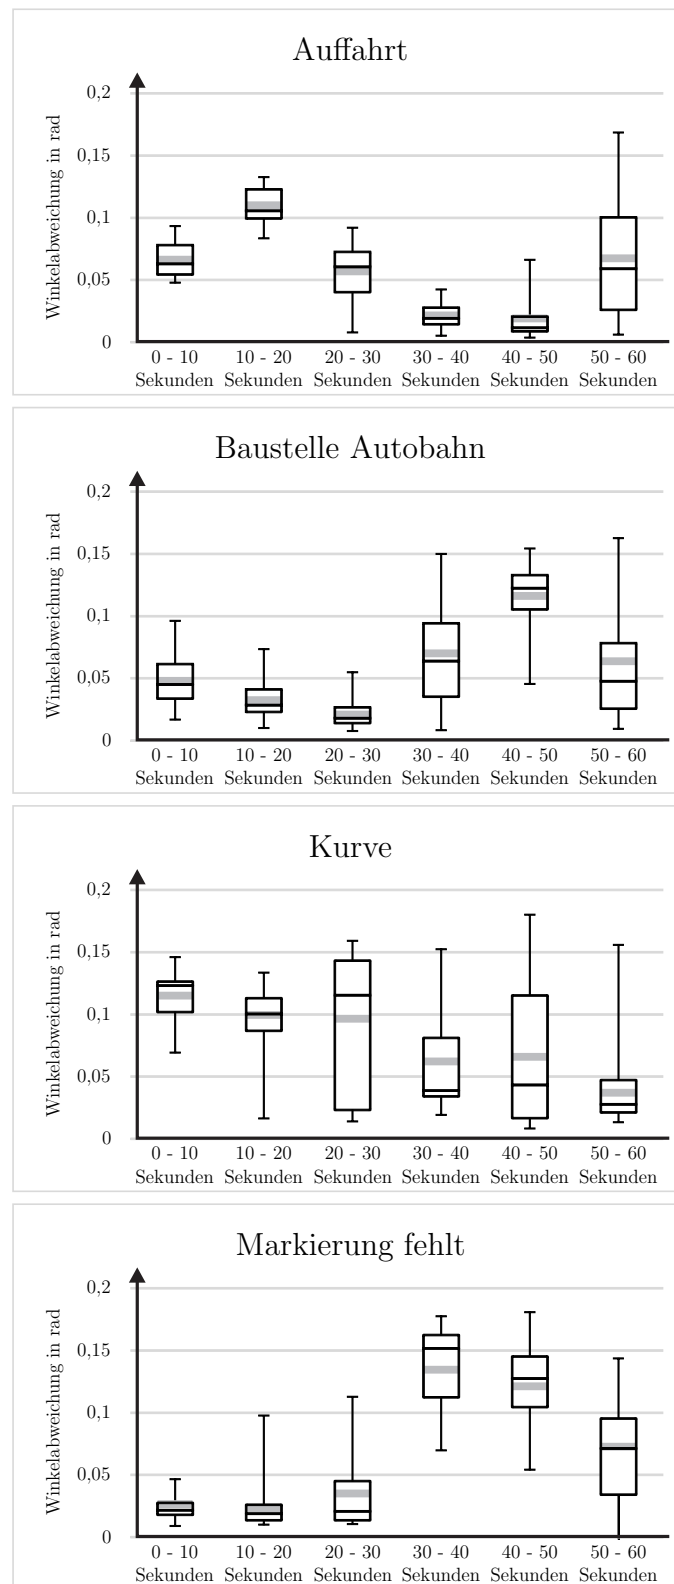 Auffahrt
Winkelabweichung in rad
0,2
0,15
0,1
0,05
0
0 - 10 10 - 20 20 - 30 30 - 40 40 - 50 50 - 60
Sekunden Sekunden Sekunden Sekunden Sekunden Sekunden
Baustelle Autobahn
Winkelabweichung in rad
0,2
0,15
0,1
0,05
0
0 - 10 10 - 20 20 - 30 30 - 40 40 - 50 50 - 60
Sekunden Sekunden Sekunden Sekunden Sekunden Sekunden
Kurve
Winkelabweichung in rad
0,2
0,15
0,1
0,05
0
0 - 10 10 - 20 20 - 30 30 - 40 40 - 50 50 - 60
Sekunden Sekunden Sekunden Sekunden Sekunden Sekunden
Markierung fehlt
Winkelabweichung in rad
0,2
0,15
0,1
0,05
0
0 - 10 10 - 20 20 - 30 30 - 40 40 - 50 50 - 60
Sekunden Sekunden Sekunden Sekunden Sekunden Sekunden